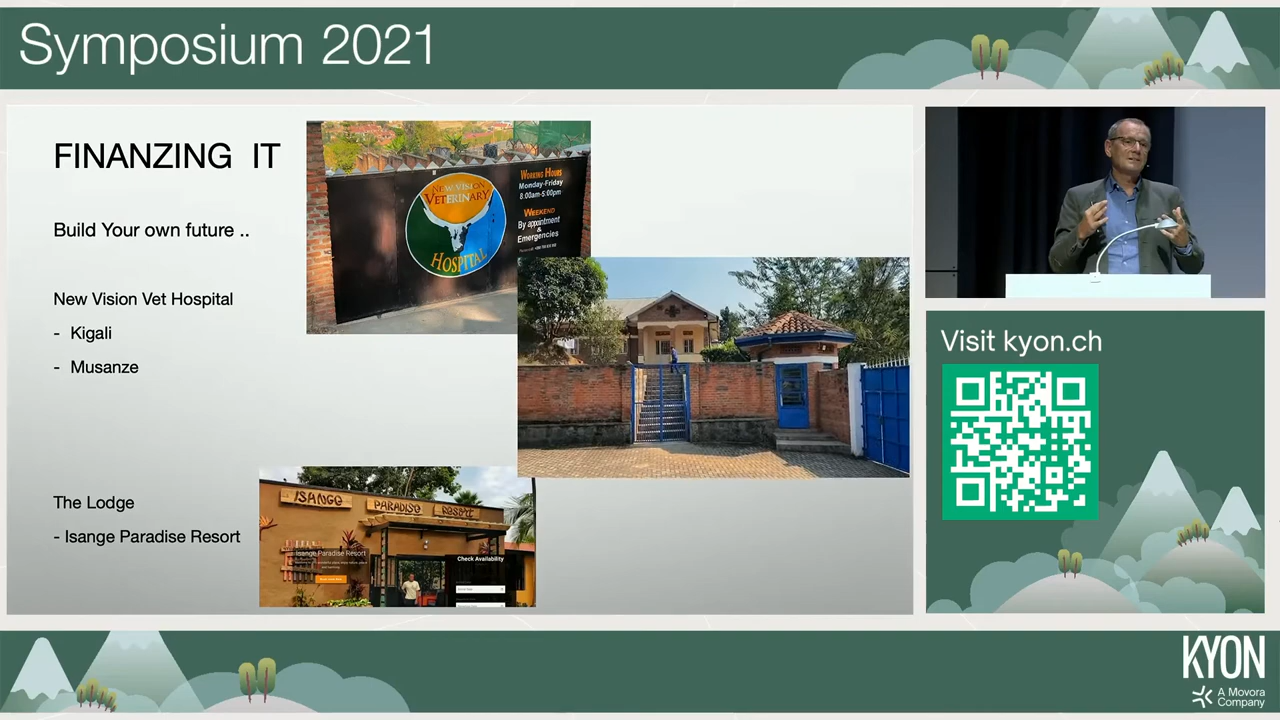 Symposium 2021
FINANZING IT
Build Your own future ..
New Vision Vet Hospital
- Kigali
- Musanze
The Lodge
- Isange Paradise Resort
NEW VISION
VETERINARY
HOSPITAL
WORKING HOURS
Monday-Friday
8.00am-5:00pm
WEEKEND
By appointment
&
Emergencies
ISANGE PARADISE RESORT
Isange Paradise Resort
Check Availability
Visit kyon.ch
KYON
A Movora
Company